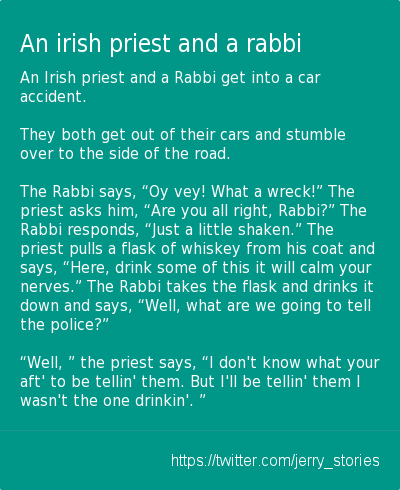 An irish priest and a rabbi
An Irish priest and a Rabbi get into a car
accident.
They both get out of their cars and stumble
over to the side of the road.
The Rabbi says, “Oy vey! What a wreck!” The
priest asks him, “Are you all right, Rabbi?” The
Rabbi responds, “Just a little shaken.” The
priest pulls a flask of whiskey from his coat and
says, “Here, drink some of this it will calm your
nerves.” The Rabbi takes the flask and drinks it
down and says, “Well, what are we going to tell
the police?”
“Well, ” the priest says, “I don't know what your
aft' to be tellin' them. But I'll be tellin' them I
wasn't the one drinkin'. ”
https://twitter.com/jerry_stories